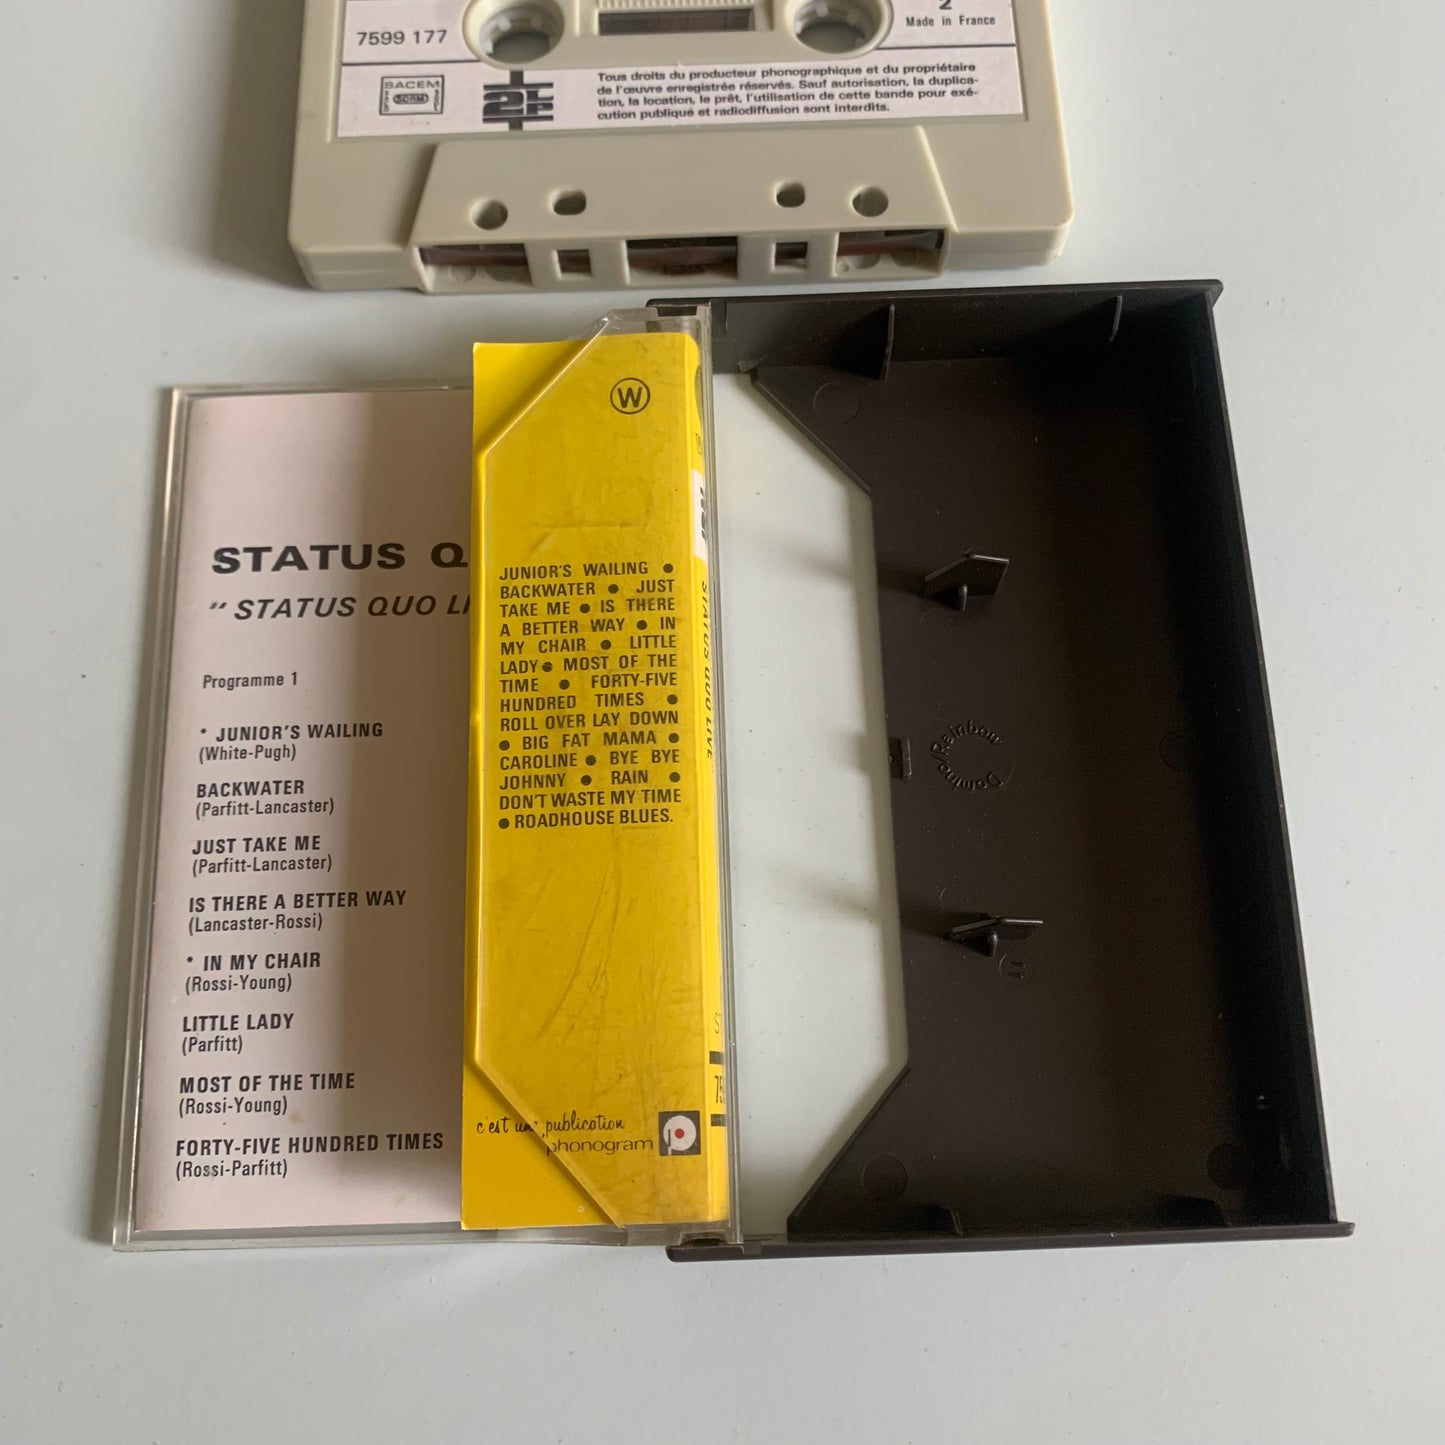 7599 177
2
Made in France
SACEM
SDRM
Tous droits du producteur phonographique et du propriétaire
de l'œuvre enregistrée réservés. Sauf autorisation, la duplica-
tion, la location, le prêt, l'utilisation de cette bande pour exé-
cution publique et radiodiffusion sont interdits.
STATUS Q
" STATUS QUO LI
Programme 1
* JUNIOR'S WAILING
(White-Pugh)
BACKWATER
(Parfitt-Lancaster)
JUST TAKE ME
(Parfitt-Lancaster)
IS THERE A BETTER WAY
(Lancaster-Rossi)
* IN MY CHAIR
(Rossi-Young)
LITTLE LADY
(Parfitt)
MOST OF THE TIME
(Rossi-Young)
FORTY-FIVE HUNDRED TIMES
(Rossi-Parfitt)
W
JUNIOR'S WAILING ●
BACKWATER ● JUST
TAKE ME ● IS THERE
A BETTER WAY ● IN
MY CHAIR ● LITTLE
LADY ● MOST OF THE
TIME ● FORTY-FIVE
HUNDRED TIMES ●
ROLL OVER LAY DOWN
● BIG FAT MAMA ●
CAROLINE ● BYE BYE
JOHNNY ● RAIN ●
DON'T WASTE MY TIME
● ROADHOUSE BLUES.
c'est une publication
phonogram
STATUS QUO LIVE
Domino/Rainbow